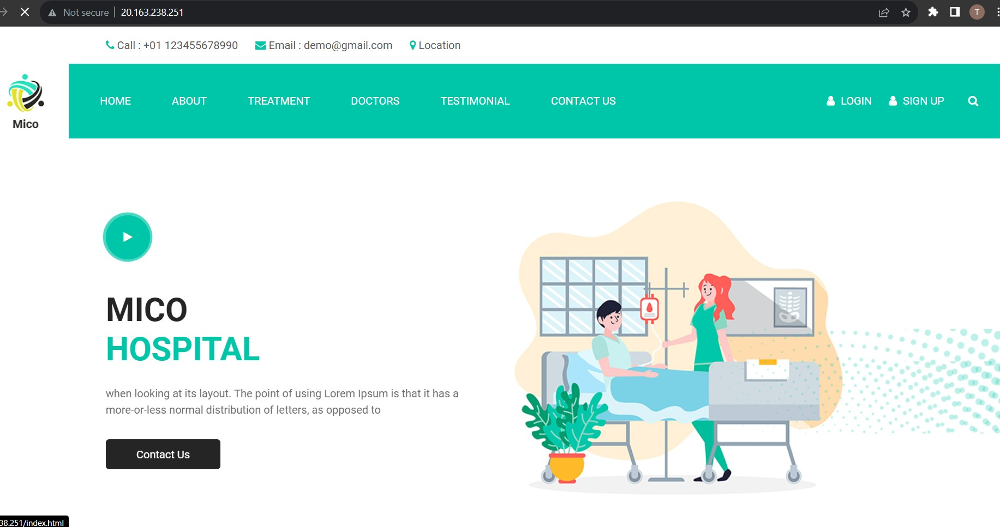 Not secure | 20.163.238.251
T
Call : +01 123455678990 Email : demo@gmail.com Location
Mico
HOME ABOUT TREATMENT DOCTORS TESTIMONIAL CONTACT US LOGIN SIGN UP
MICO
HOSPITAL
when looking at its layout. The point of using Lorem Ipsum is that it has a
more-or-less normal distribution of letters, as opposed to
Contact Us
38.251/index.html